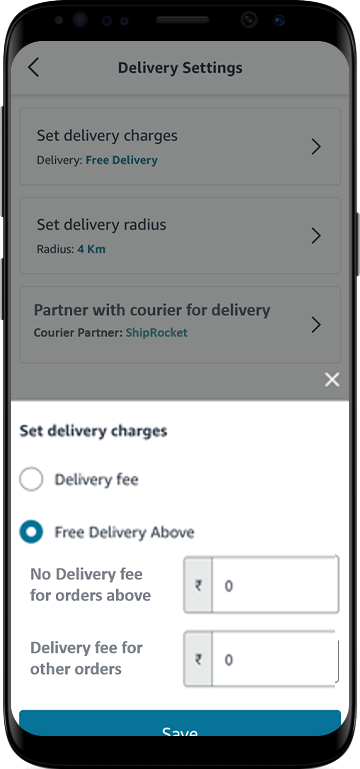 Delivery Settings
Set delivery charges
Delivery: Free Delivery
Set delivery radius
Radius: 4 Km
Partner with courier for delivery
Courier Partner: ShipRocket
Set delivery charges
Delivery fee
Free Delivery Above
No Delivery fee
for orders above
₹ 0
Delivery fee for
other orders
₹ 0
Save